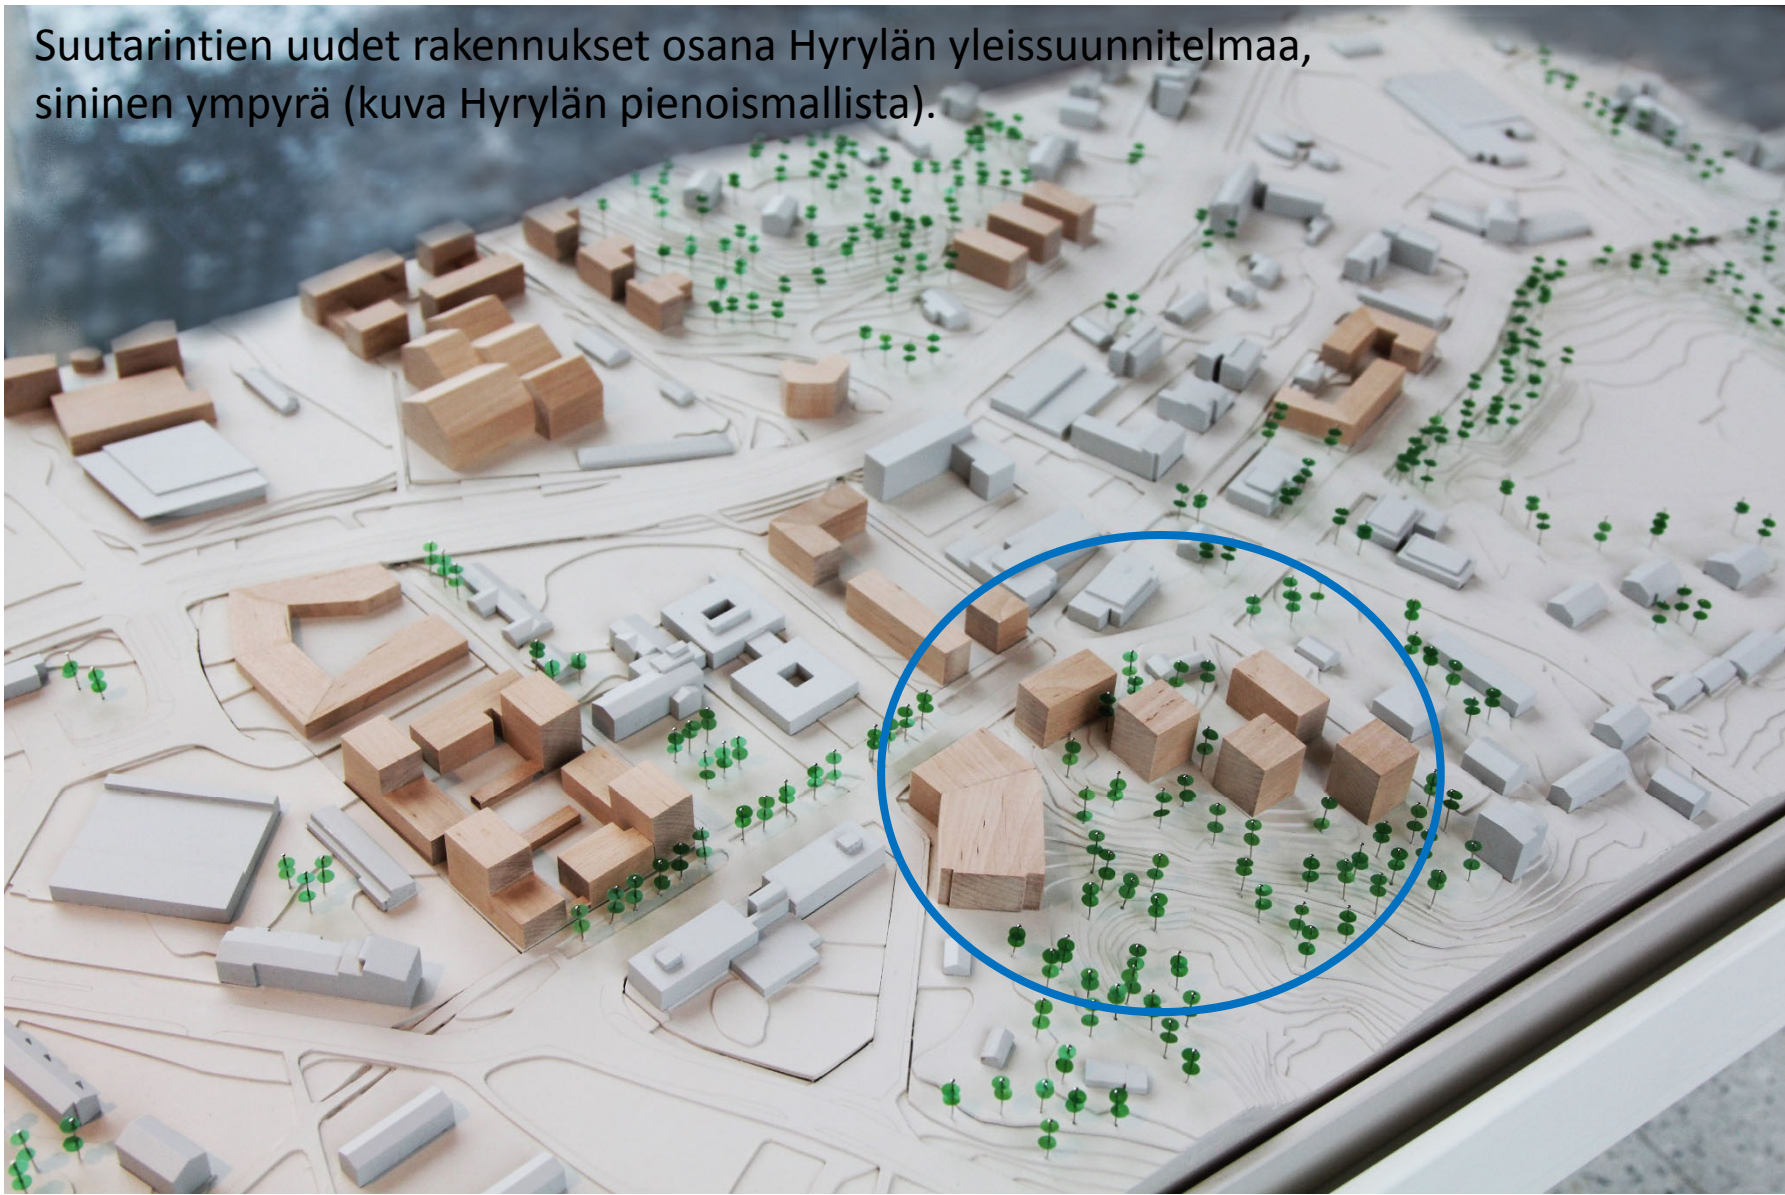 Suutarintien uudet rakennukset osana Hyrylän yleissuunnitelmaa,
sininen ympyrä (kuva Hyrylän pienoismallista).